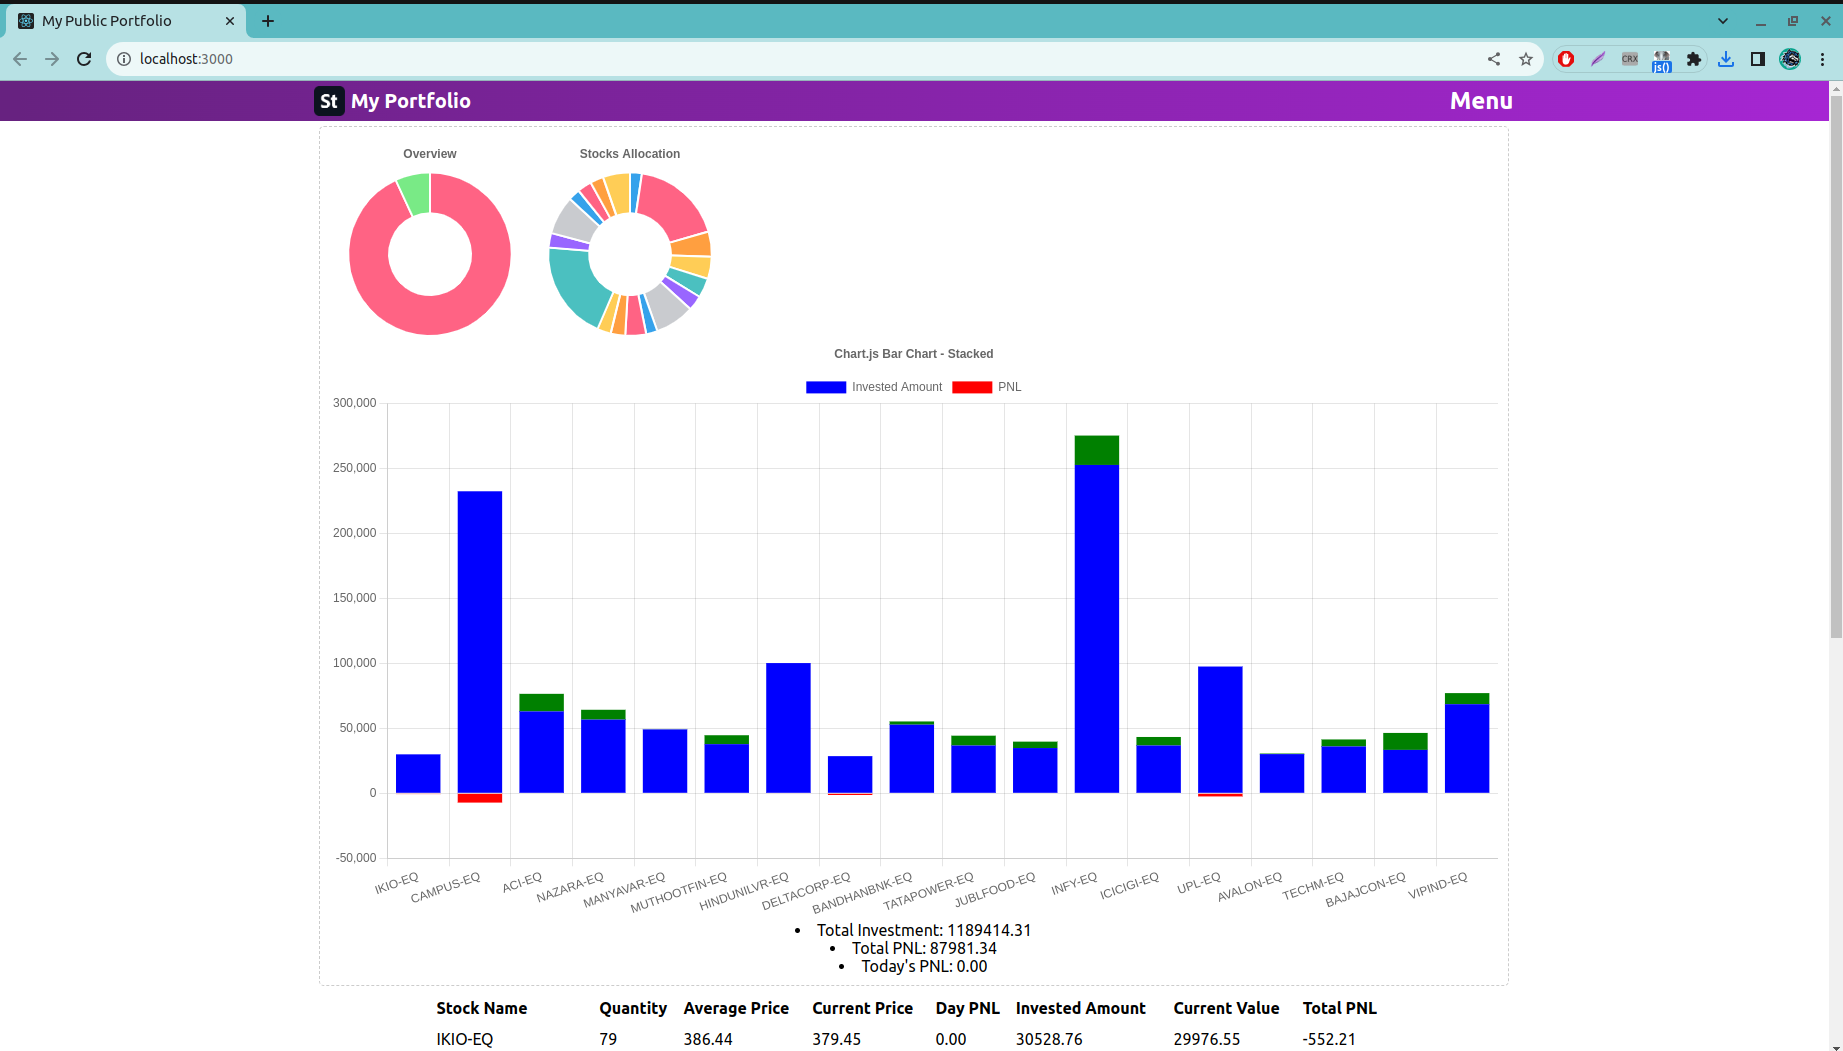 My Public Portfolio
localhost:3000
CRX
js()
St My Portfolio
Menu
Overview
Stocks Allocation
Chart.js Bar Chart - Stacked
Invested Amount PNL
300,000
250,000
200,000
150,000
100,000
50,000
0
-50,000
IKIO-EQ
CAMPUS-EQ
ACI-EQ
NAZARA-EQ
MANYAVAR-EQ
MUTHOOTFIN-EQ
HINDUNILVR-EQ
DELTACORP-EQ
BANDHANBNK-EQ
TATAPOWER-EQ
JUBLFOOD-EQ
INFY-EQ
ICICIGI-EQ
UPL-EQ
AVALON-EQ
TECHM-EQ
BAJAJCON-EQ
VIPIND-EQ
• Total Investment: 1189414.31
• Total PNL: 87981.34
• Today's PNL: 0.00
Stock Name Quantity Average Price Current Price Day PNL Invested Amount Current Value Total PNL
IKIO-EQ 79 386.44 379.45 0.00 30528.76 29976.55 -552.21